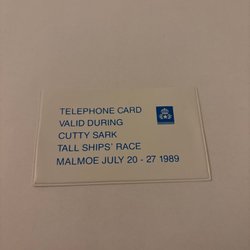 TELEPHONE CARD
VALID DURING
CUTTY SARK
TALL SHIPS' RACE
MALMOE JULY 20 - 27 1989